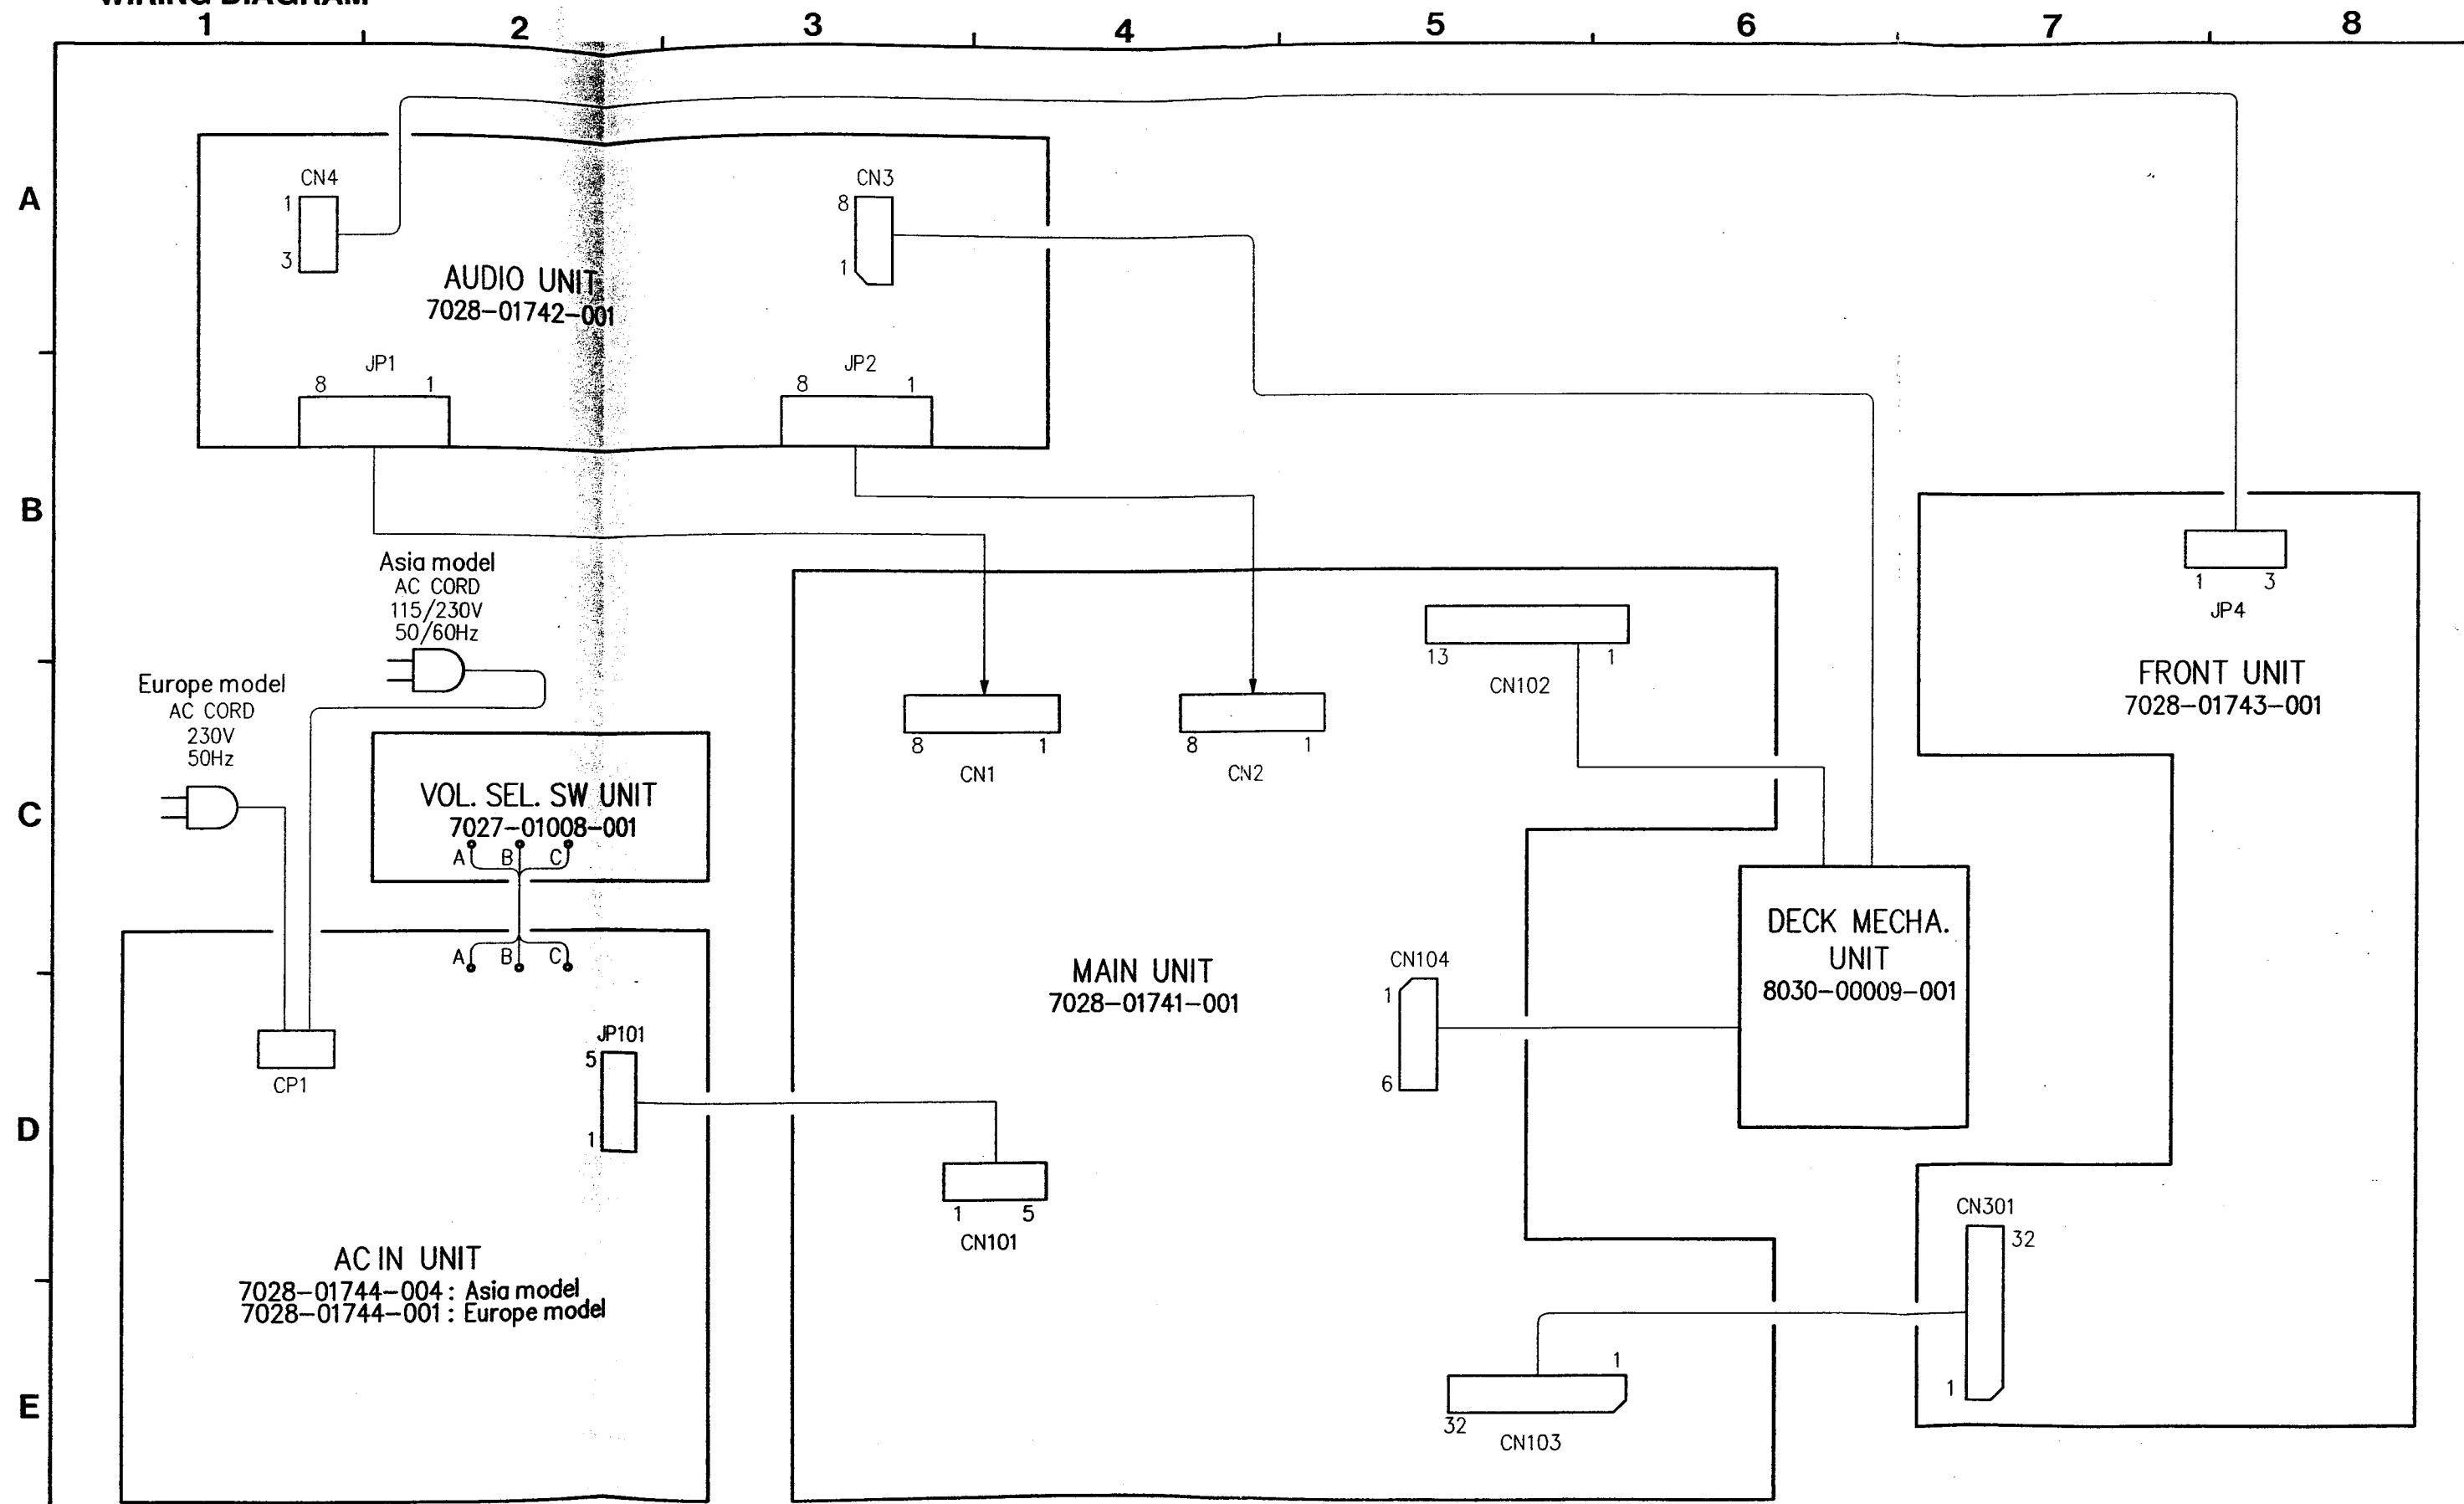 WIRING DIAGRAM
1 2 3 4 5 6 7 8
A
B
C
D
E
CN4
1
3
AUDIO UNIT
7028-01742-001
CN3
8
1
JP1
8 1
JP2
8 1
Asia model
AC CORD
115/230V
50/60Hz
Europe model
AC CORD
230V
50Hz
VOL. SEL. SW UNIT
7027-01008-001
A B C
A B C
CP1
JP101
5
1
AC IN UNIT
7028-01744-004 : Asia model
7028-01744-001 : Europe model
13 1
CN102
8 1
CN1
8 1
CN2
MAIN UNIT
7028-01741-001
CN104
1
6
1 5
CN101
1
32
CN103
DECK MECHA.
UNIT
8030-00009-001
1 3
JP4
FRONT UNIT
7028-01743-001
CN301
32
1